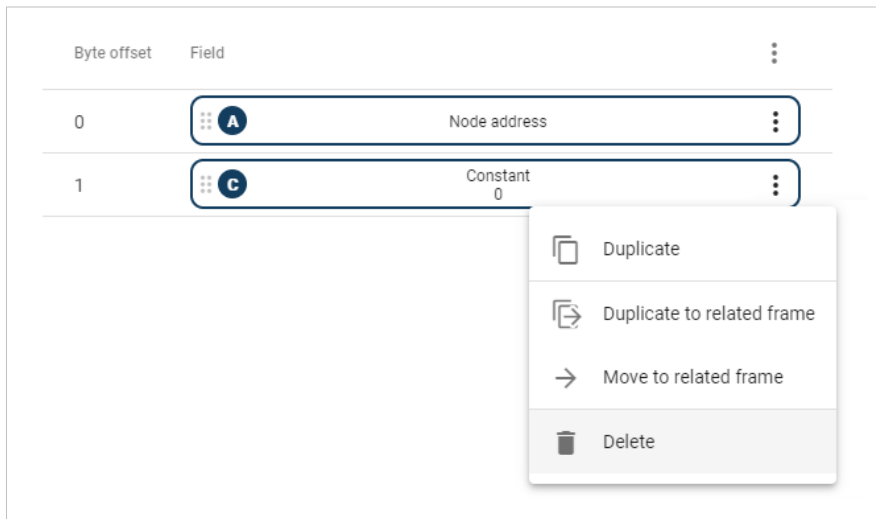 Byte offset Field
0 A Node address
1 C Constant
0
Duplicate
Duplicate to related frame
Move to related frame
Delete